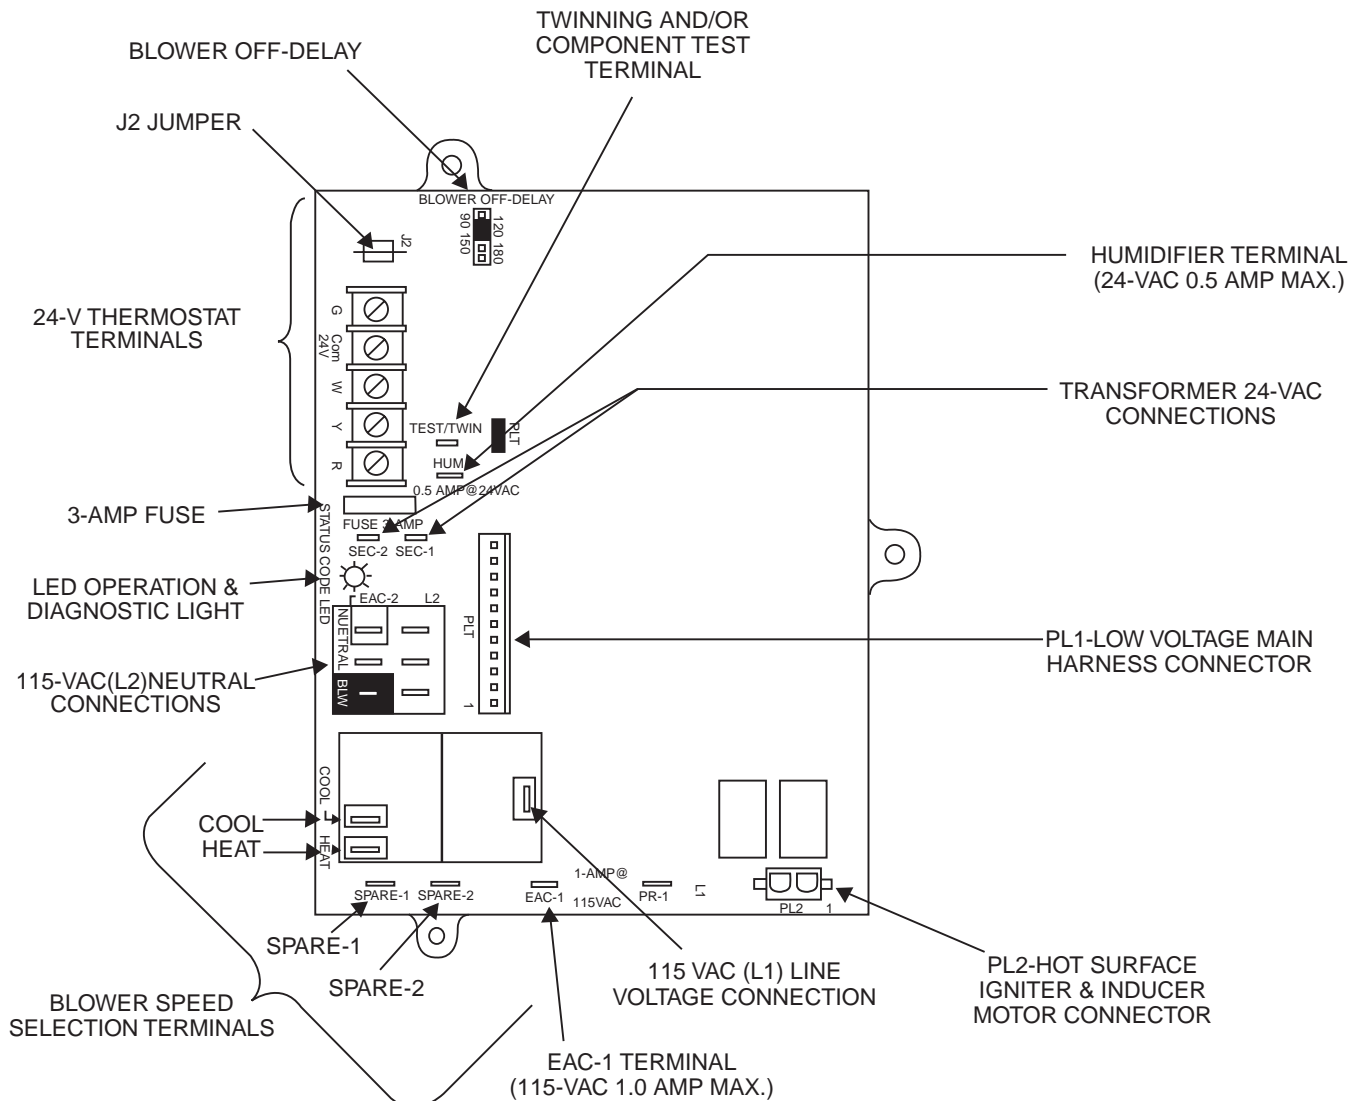 TWINNING AND/OR
COMPONENT TEST
TERMINAL
BLOWER OFF-DELAY
J2 JUMPER
BLOWER OFF-DELAY
90 150
120 180
J2
HUMIDIFIER TERMINAL
(24-VAC 0.5 AMP MAX.)
24-V THERMOSTAT
TERMINALS
G
Com
24V
W
Y
R
TEST/TWIN
PLT
HUM
0.5 AMP@24VAC
TRANSFORMER 24-VAC
CONNECTIONS
3-AMP FUSE
FUSE 3-AMP
STATUS CODE LED
SEC-2
SEC-1
LED OPERATION &
DIAGNOSTIC LIGHT
EAC-2
L2
NUETRAL
BLW
PLT
1
PL1-LOW VOLTAGE MAIN
HARNESS CONNECTOR
115-VAC(L2)NEUTRAL
CONNECTIONS
COOL
HEAT
COOL
HEAT
SPARE-1
SPARE-2
EAC-1
1-AMP@
115VAC
PR-1
L1
PL2
1
SPARE-1
SPARE-2
115 VAC (L1) LINE
VOLTAGE CONNECTION
PL2-HOT SURFACE
IGNITER & INDUCER
MOTOR CONNECTOR
BLOWER SPEED
SELECTION TERMINALS
EAC-1 TERMINAL
(115-VAC 1.0 AMP MAX.)